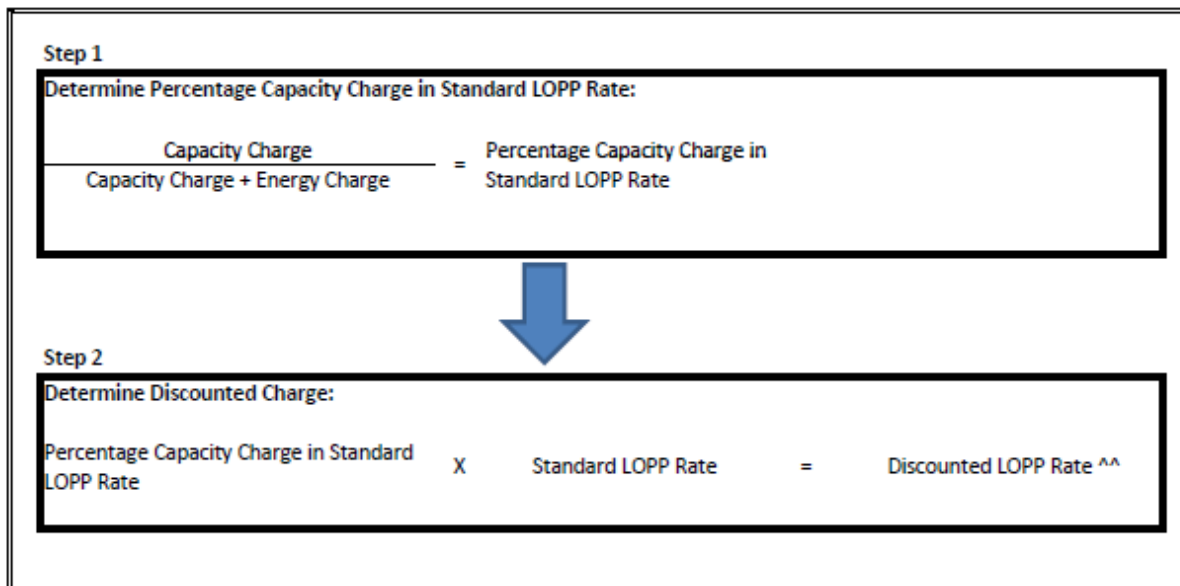 Step 1
Determine Percentage Capacity Charge in Standard LOPP Rate:
Capacity Charge
Capacity Charge + Energy Charge
=
Percentage Capacity Charge in
Standard LOPP Rate
Step 2
Determine Discounted Charge:
Percentage Capacity Charge in Standard
LOPP Rate
X
Standard LOPP Rate
=
Discounted LOPP Rate ^^